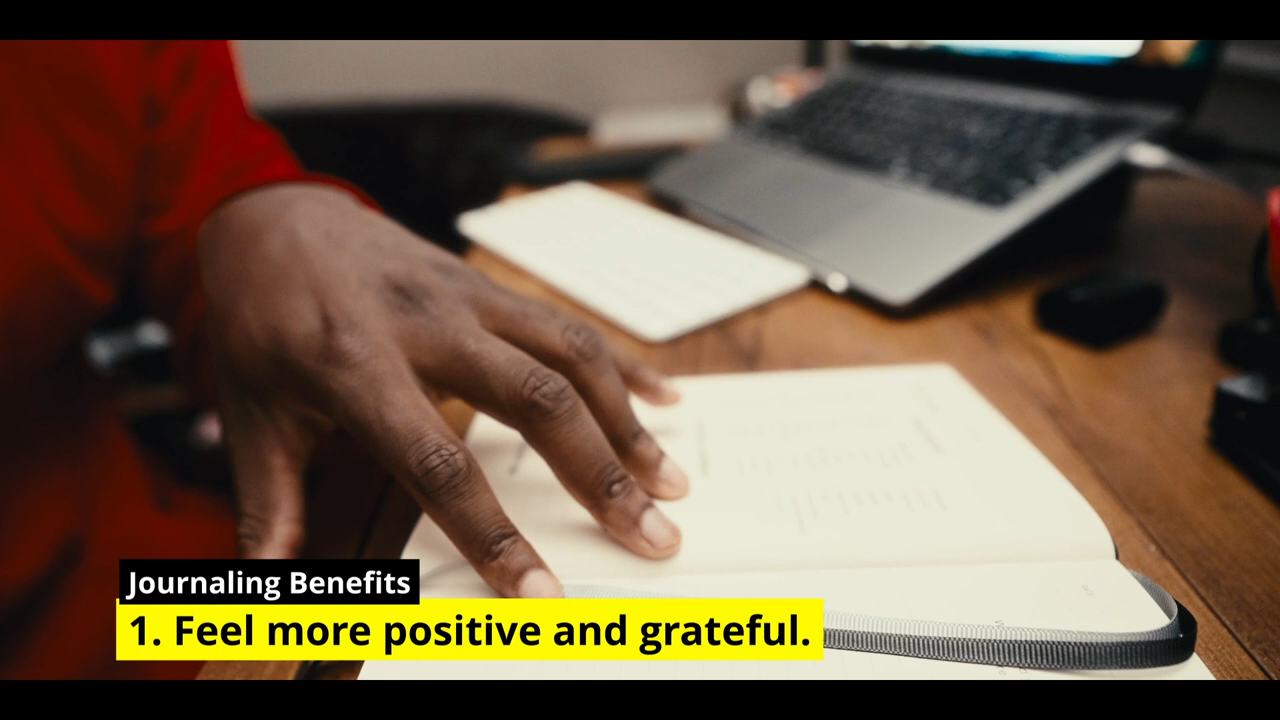 Journaling Benefits
1. Feel more positive and grateful.